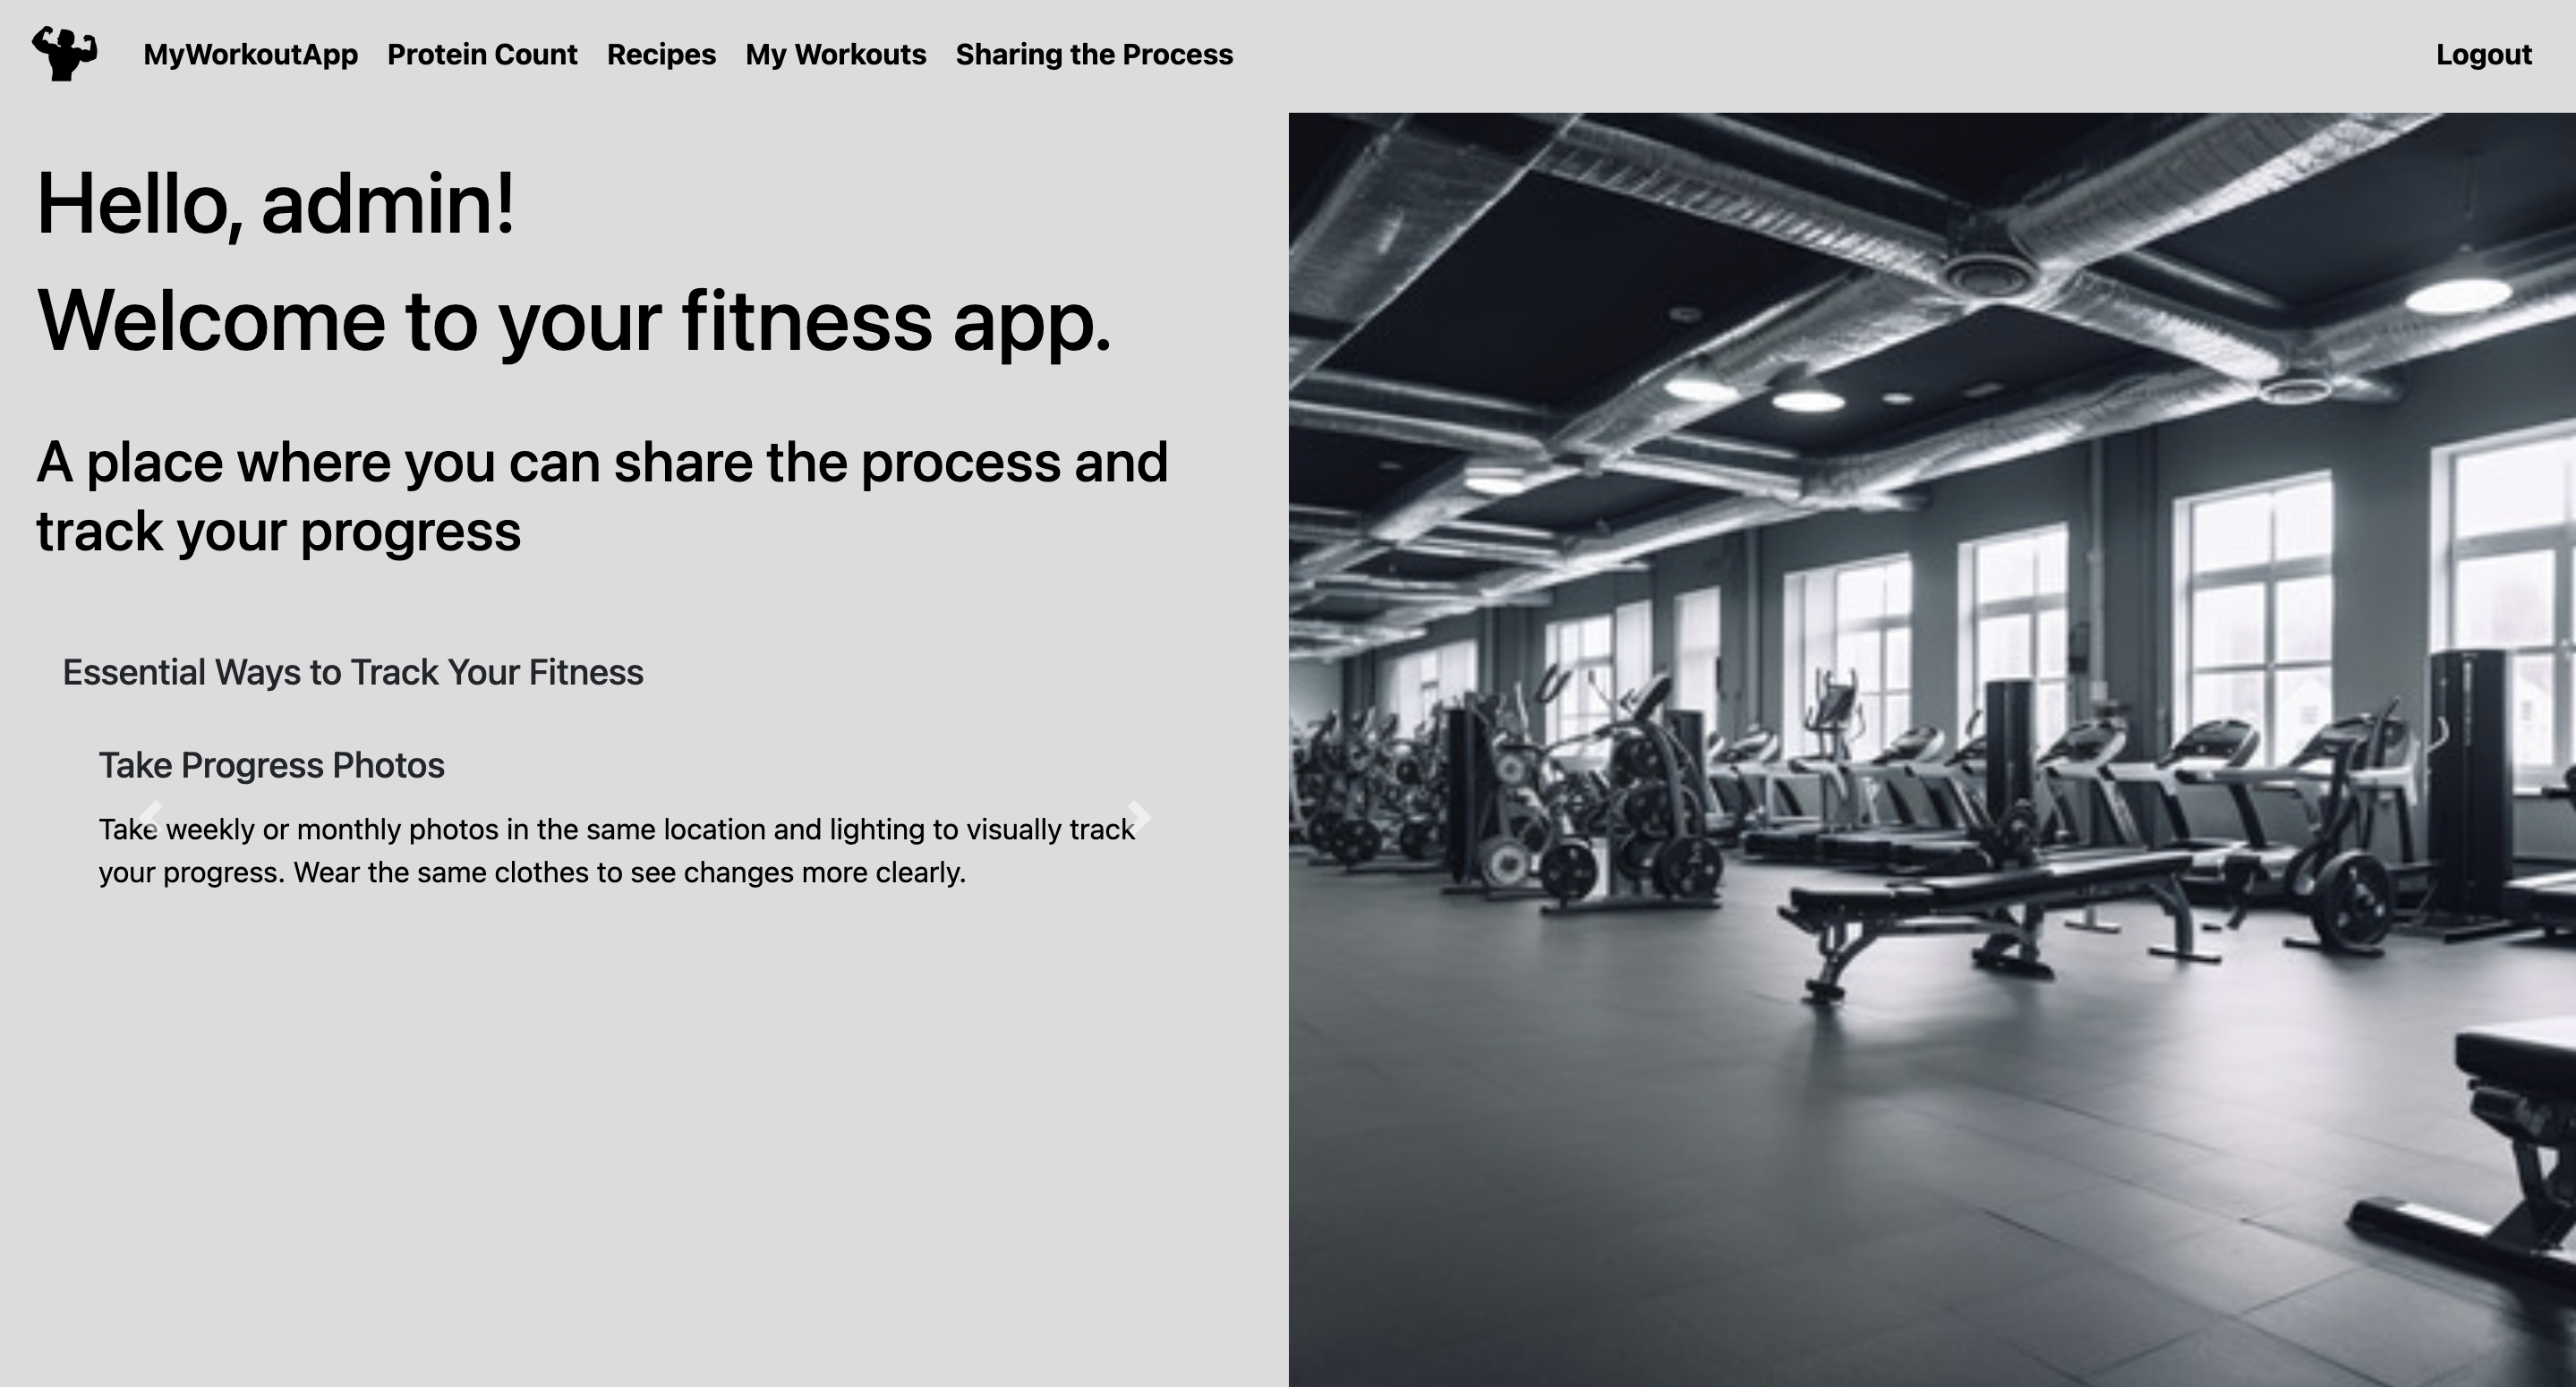 MyWorkoutApp Protein Count Recipes My Workouts Sharing the Process Logout
Hello, admin!
Welcome to your fitness app.
A place where you can share the process and
track your progress
Essential Ways to Track Your Fitness
Take Progress Photos
Take weekly or monthly photos in the same location and lighting to visually track
your progress. Wear the same clothes to see changes more clearly.